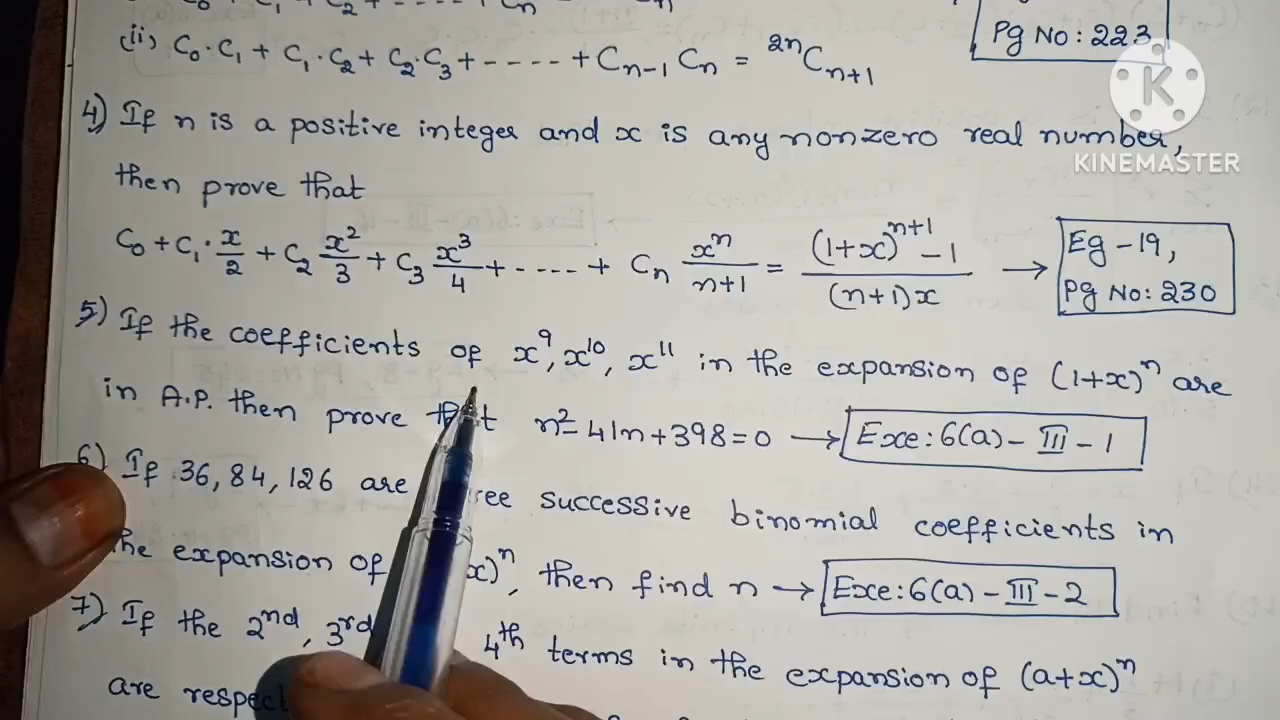 C₀ + C₁ + C₂ + ..... + Cₙ
Pg No: 223
(ii) C₀·C₁ + C₁·C₂ + C₂·C₃ + ---- + Cₙ₋₁ Cₙ = ²ⁿCₙ₊₁
K
KINEMASTER
4) If n is a positive integer and x is any nonzero real number,
then prove that
C₀ + C₁·x/2 + C₂ x²/3 + C₃ x³/4 + ---- + Cₙ xⁿ/(n+1) = ((1+x)ⁿ⁺¹ - 1)/((n+1)x) →
Eg - 19,
Pg No: 230
5) If the coefficients of x⁹, x¹⁰, x¹¹ in the expansion of (1+x)ⁿ are
in A.P. then prove that n² - 41n + 398 = 0 → Exe: 6(a) - III - 1
6) If 36, 84, 126 are three successive binomial coefficients in
the expansion of x)ⁿ, then find n → Exe: 6(a) - III - 2
7) If the 2nd, 3rd 4th terms in the expansion of (a+x)ⁿ
are respect